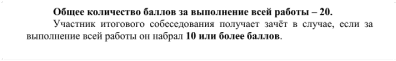 Общее количество баллов за выполнение всей работы – 20.
Участник итогового собеседования получает зачёт в случае, если за
выполнение всей работы он набрал 10 или более баллов.